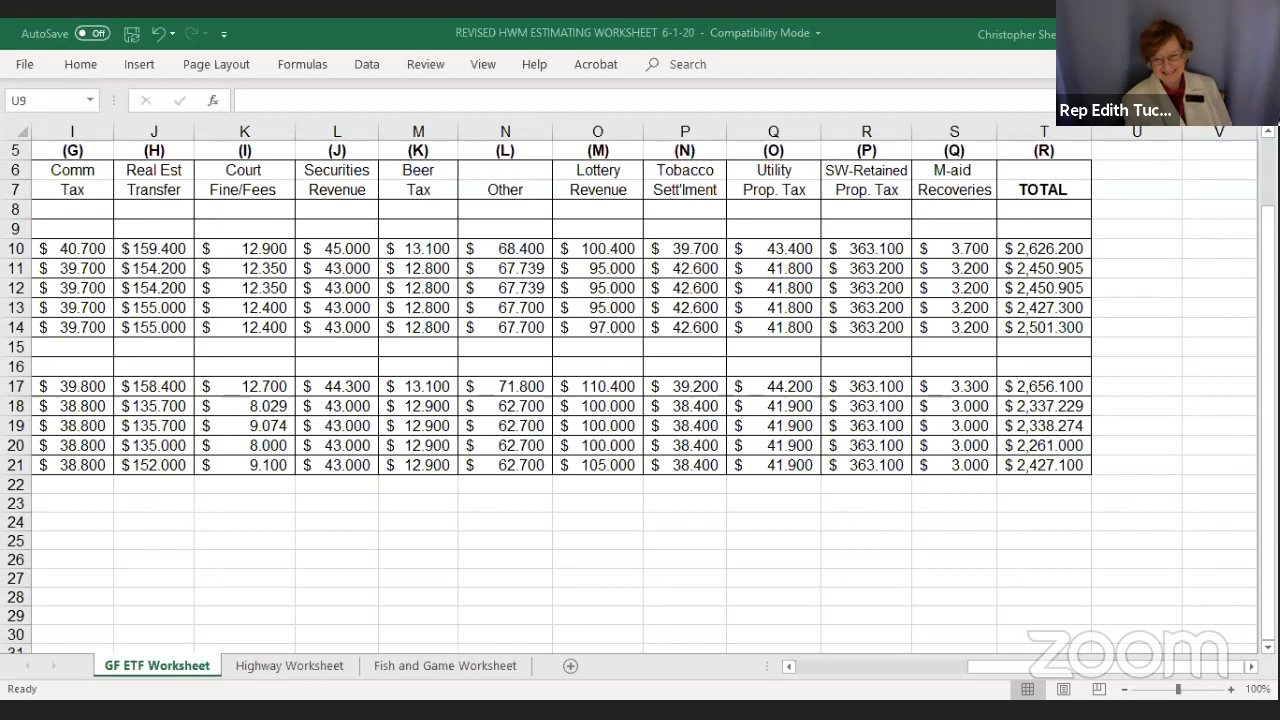 AutoSave Off REVISED HWM ESTIMATING WORKSHEET 6-1-20 - Compatibility Mode Christopher She
File Home Insert Page Layout Formulas Data Review View Help Acrobat Search
Rep Edith Tuc...
U9 fx
I J K L M N O P Q R S T U V
5 (G) (H) (I) (J) (K) (L) (M) (N) (O) (P) (Q) (R)
6 Comm Real Est Court Securities Beer Lottery Tobacco Utility SW-Retained M-aid
7 Tax Transfer Fine/Fees Revenue Tax Other Revenue Sett'lment Prop. Tax Prop. Tax Recoveries TOTAL
8
9
10 $ 40.700 $159.400 $ 12.900 $ 45.000 $ 13.100 $ 68.400 $ 100.400 $ 39.700 $ 43.400 $ 363.100 $ 3.700 $ 2,626.200
11 $ 39.700 $154.200 $ 12.350 $ 43.000 $ 12.800 $ 67.739 $ 95.000 $ 42.600 $ 41.800 $ 363.200 $ 3.200 $ 2,450.905
12 $ 39.700 $154.200 $ 12.350 $ 43.000 $ 12.800 $ 67.739 $ 95.000 $ 42.600 $ 41.800 $ 363.200 $ 3.200 $ 2,450.905
13 $ 39.700 $155.000 $ 12.400 $ 43.000 $ 12.800 $ 67.700 $ 95.000 $ 42.600 $ 41.800 $ 363.200 $ 3.200 $ 2,427.300
14 $ 39.700 $155.000 $ 12.400 $ 43.000 $ 12.800 $ 67.700 $ 97.000 $ 42.600 $ 41.800 $ 363.200 $ 3.200 $ 2,501.300
15
16
17 $ 39.800 $158.400 $ 12.700 $ 44.300 $ 13.100 $ 71.800 $ 110.400 $ 39.200 $ 44.200 $ 363.100 $ 3.300 $ 2,656.100
18 $ 38.800 $135.700 $ 8.029 $ 43.000 $ 12.900 $ 62.700 $ 100.000 $ 38.400 $ 41.900 $ 363.100 $ 3.000 $ 2,337.229
19 $ 38.800 $135.700 $ 9.074 $ 43.000 $ 12.900 $ 62.700 $ 100.000 $ 38.400 $ 41.900 $ 363.100 $ 3.000 $ 2,338.274
20 $ 38.800 $135.000 $ 8.000 $ 43.000 $ 12.900 $ 62.700 $ 100.000 $ 38.400 $ 41.900 $ 363.100 $ 3.000 $ 2,261.000
21 $ 38.800 $152.000 $ 9.100 $ 43.000 $ 12.900 $ 62.700 $ 105.000 $ 38.400 $ 41.900 $ 363.100 $ 3.000 $ 2,427.100
22
23
24
25
26
27
28
29
30
31
zoom
GF ETF Worksheet Highway Worksheet Fish and Game Worksheet
Ready 100%